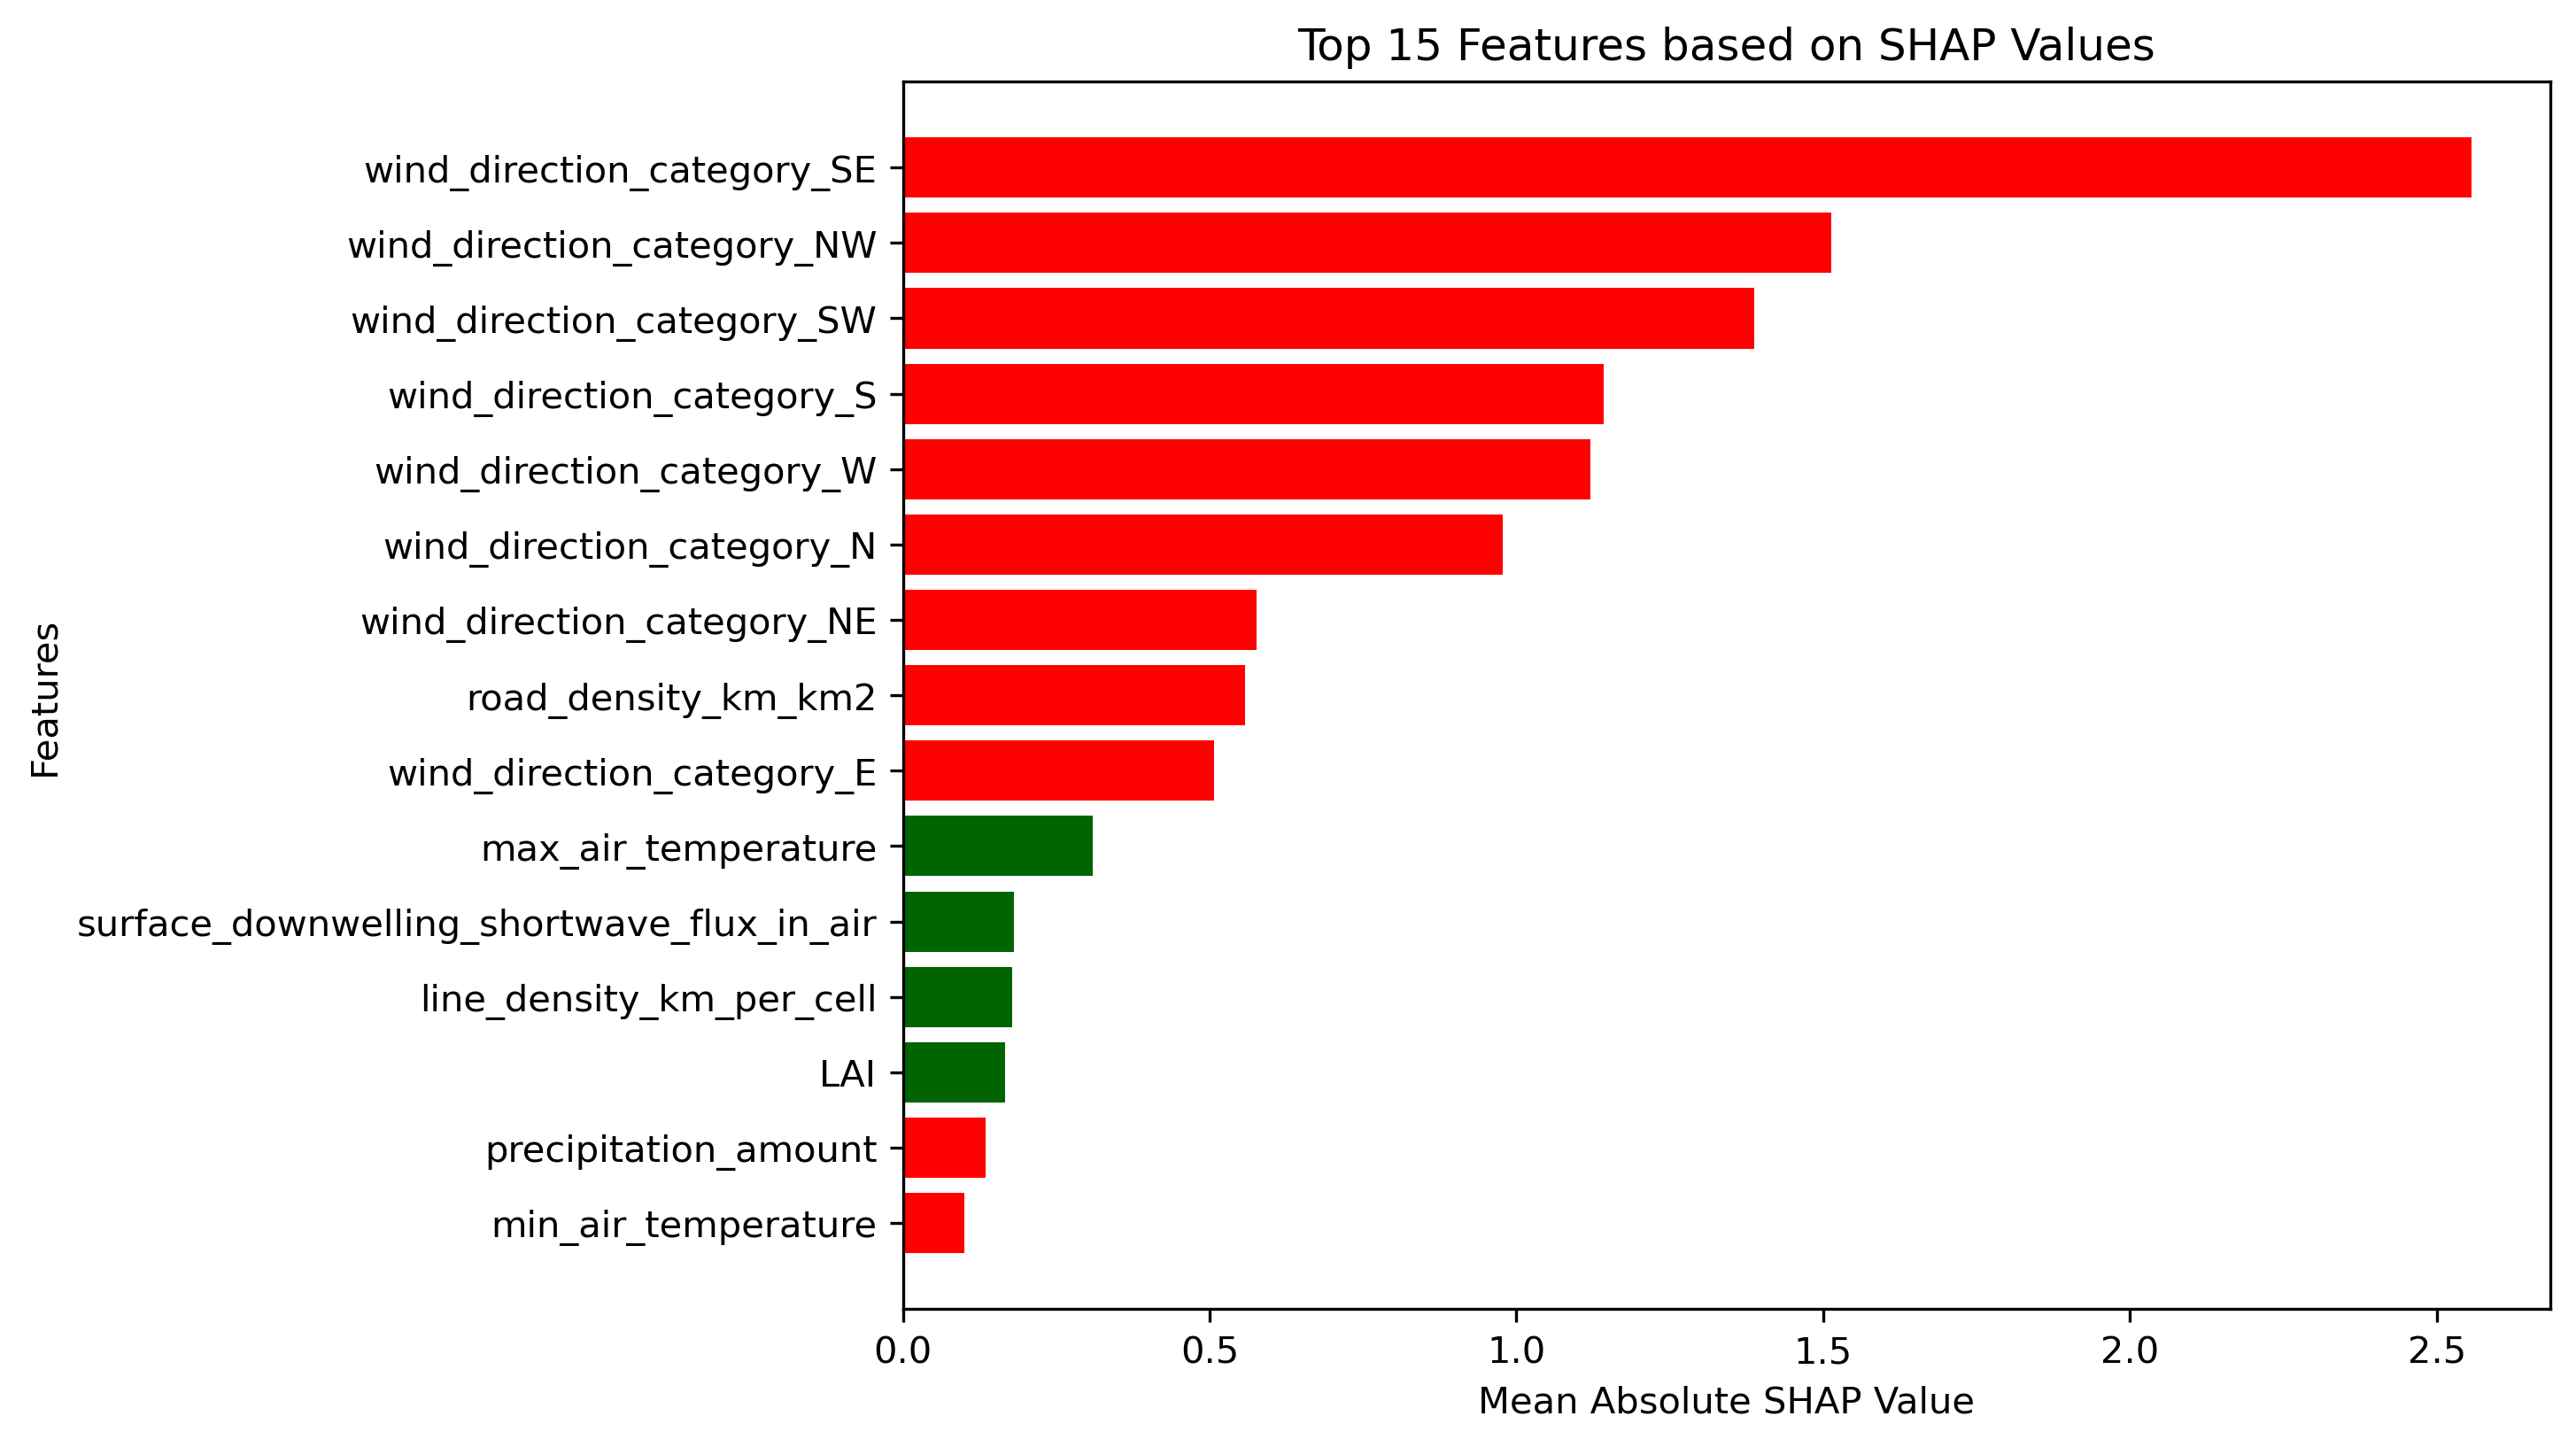 Top 15 Features based on SHAP Values
Features
wind_direction_category_SE
wind_direction_category_NW
wind_direction_category_SW
wind_direction_category_S
wind_direction_category_W
wind_direction_category_N
wind_direction_category_NE
road_density_km_km2
wind_direction_category_E
max_air_temperature
surface_downwelling_shortwave_flux_in_air
line_density_km_per_cell
LAI
precipitation_amount
min_air_temperature
0.0 0.5 1.0 1.5 2.0 2.5
Mean Absolute SHAP Value